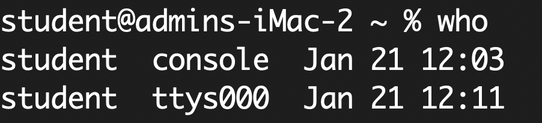 student@admins-iMac-2 ~ % who
student  console  Jan 21 12:03
student  ttys000  Jan 21 12:11